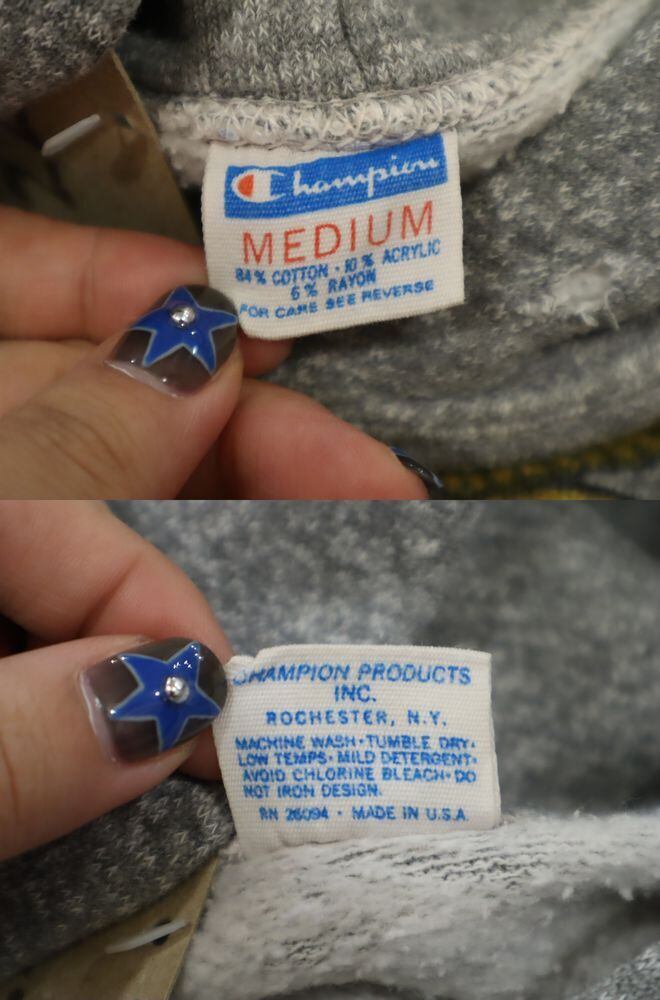 Champion
MEDIUM
84% COTTON · 10% ACRYLIC
6% RAYON
FOR CARE SEE REVERSE
CHAMPION PRODUCTS
INC.
ROCHESTER, N.Y.
MACHINE WASH · TUMBLE DRY ·
LOW TEMPS · MILD DETERGENT ·
AVOID CHLORINE BLEACH · DO
NOT IRON DESIGN.
RN 26094 · MADE IN U.S.A.